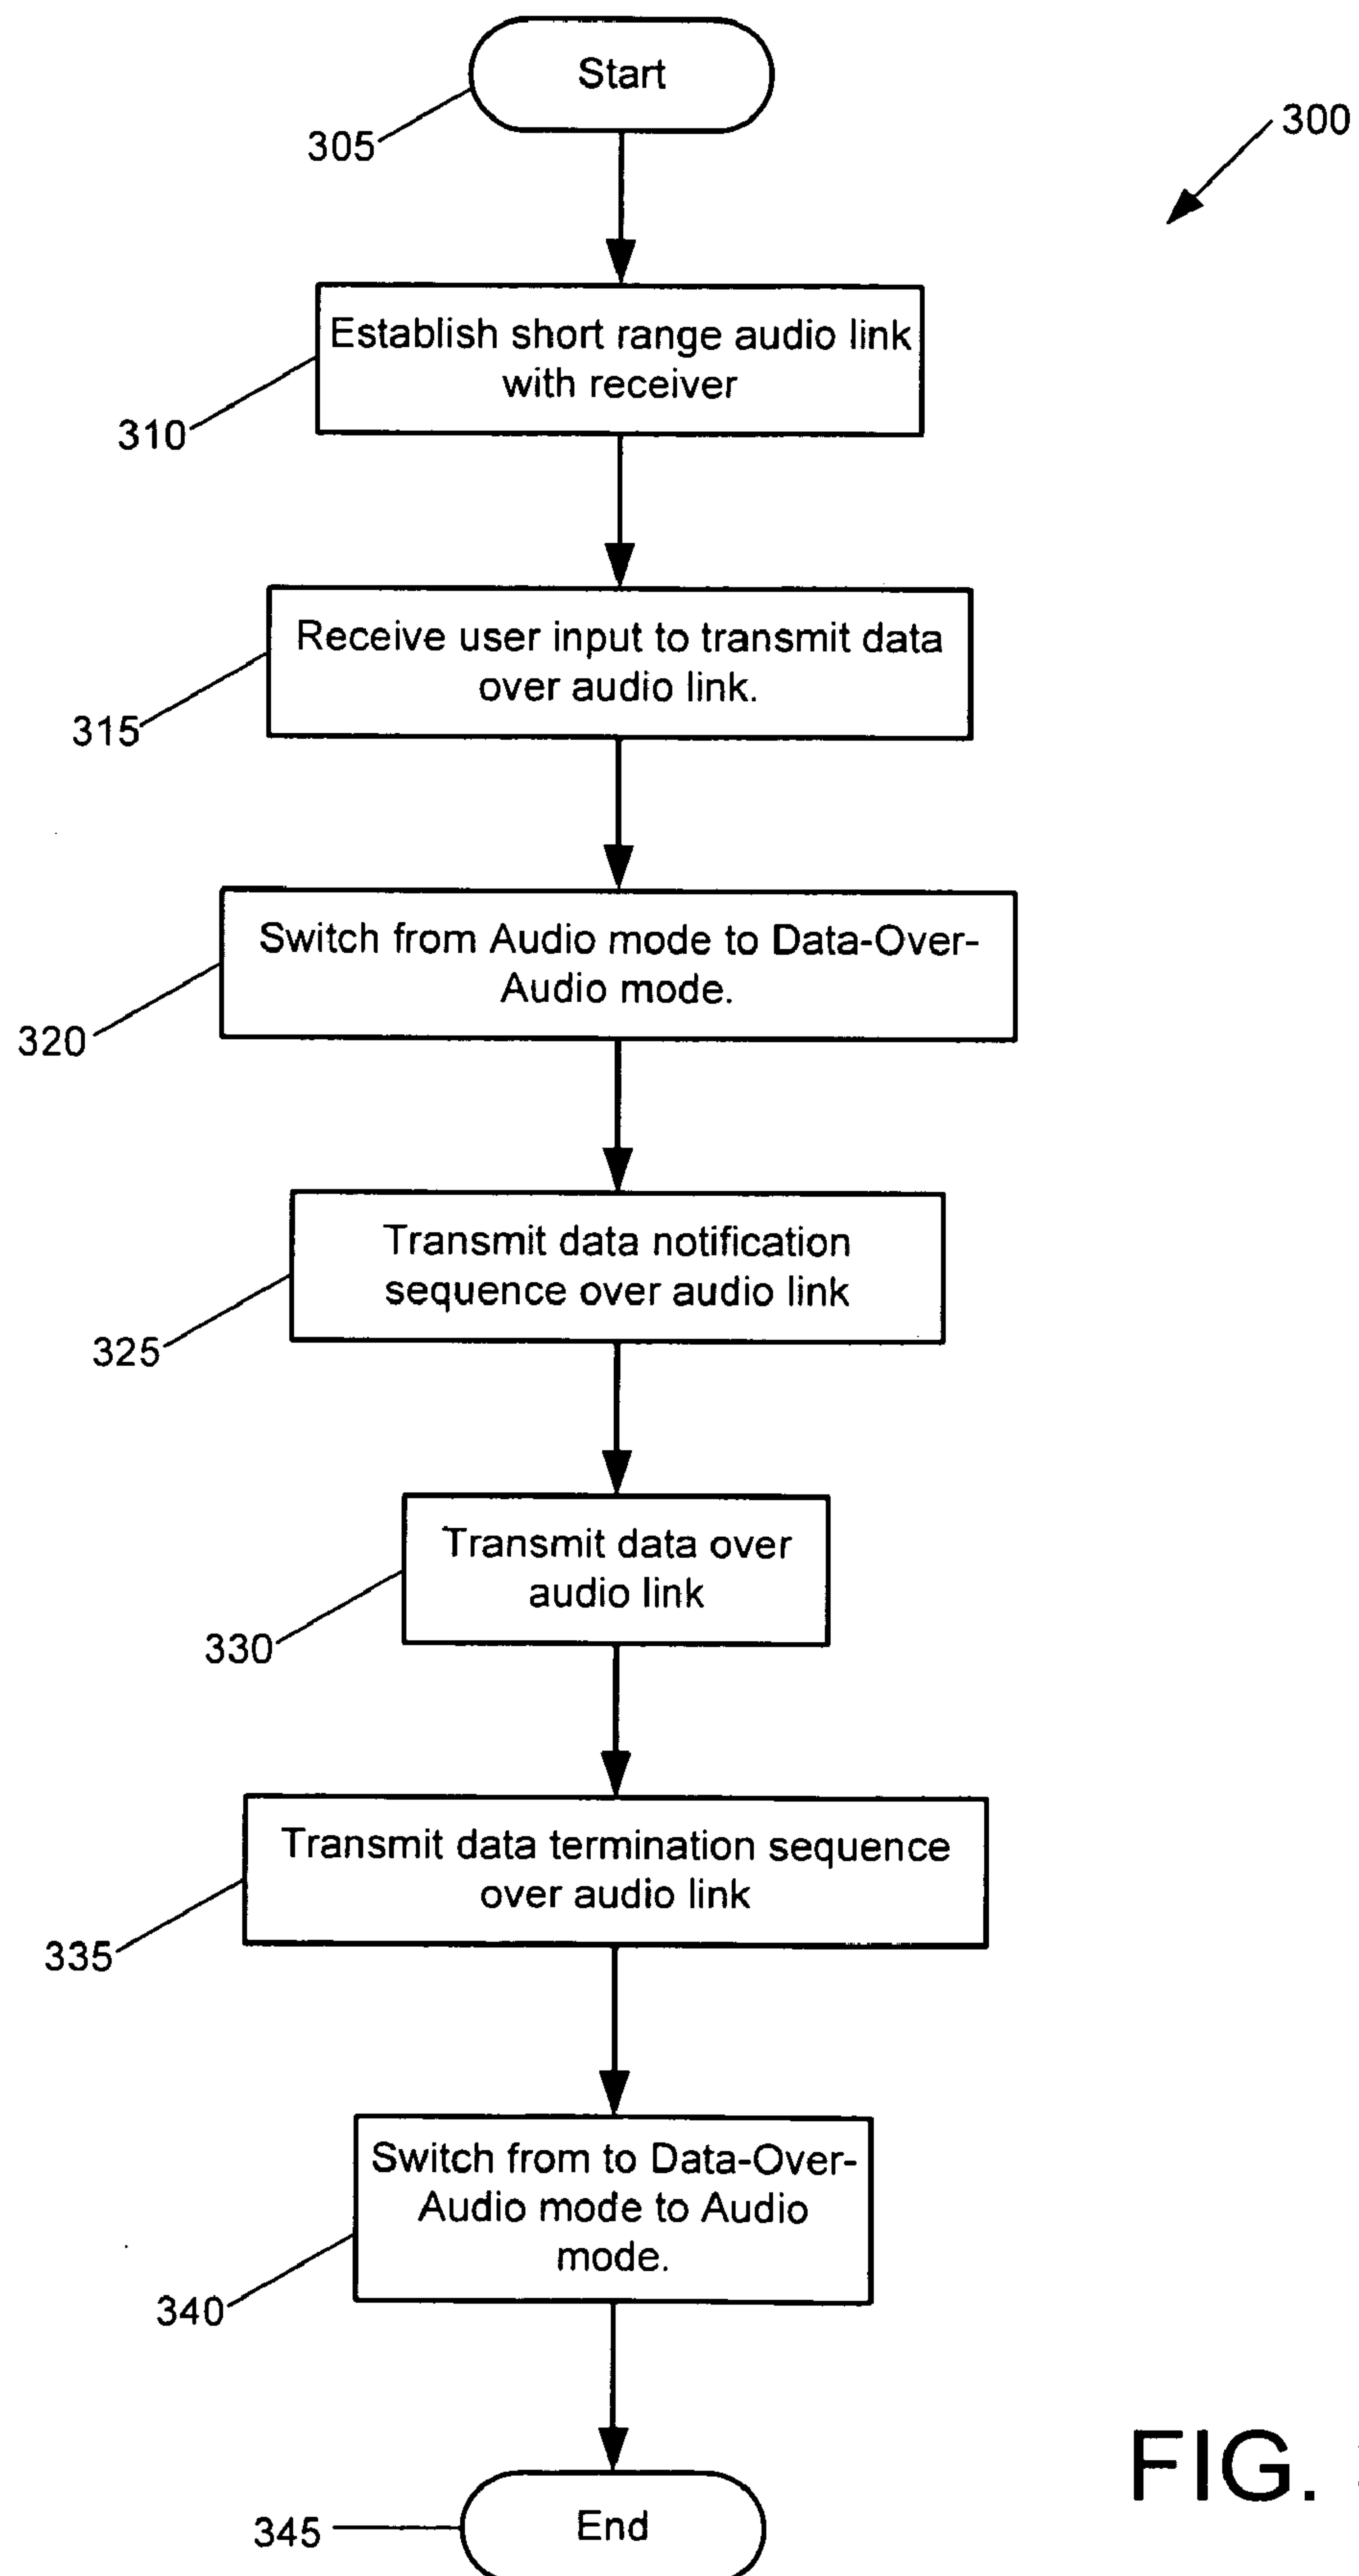 Start
305
300
Establish short range audio link
with receiver
310
Receive user input to transmit data
over audio link.
315
Switch from Audio mode to Data-Over-
Audio mode.
320
Transmit data notification
sequence over audio link
325
Transmit data over
audio link
330
Transmit data termination sequence
over audio link
335
Switch from to Data-Over-
Audio mode to Audio
mode.
340
End
345
FIG.